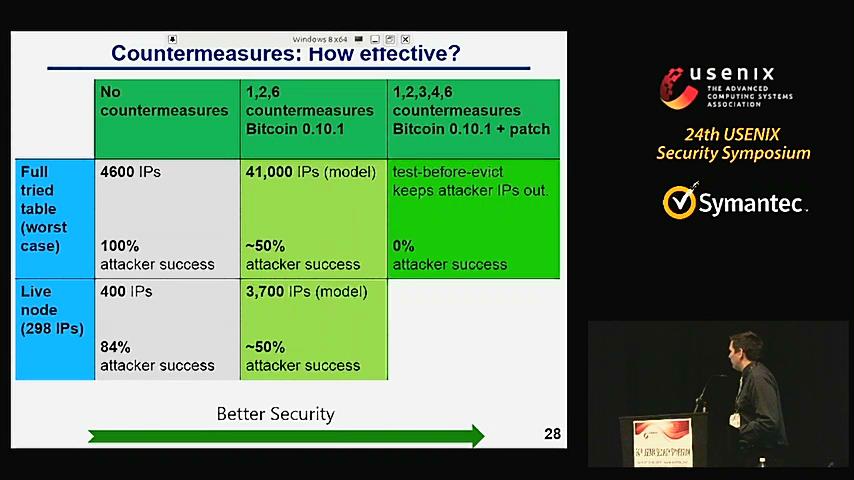 Windows 8 x64
Countermeasures: How effective?
No
countermeasures
1,2,6
countermeasures
Bitcoin 0.10.1
1,2,3,4,6
countermeasures
Bitcoin 0.10.1 + patch
Full
tried
table
(worst
case)
4600 IPs
100%
attacker success
41,000 IPs (model)
~50%
attacker success
test-before-evict
keeps attacker IPs out.
0%
attacker success
Live
node
(298 IPs)
400 IPs
84%
attacker success
3,700 IPs (model)
~50%
attacker success
Better Security
28
usenix
THE ADVANCED
COMPUTING SYSTEMS
ASSOCIATION
24th USENIX
Security Symposium
Symantec.